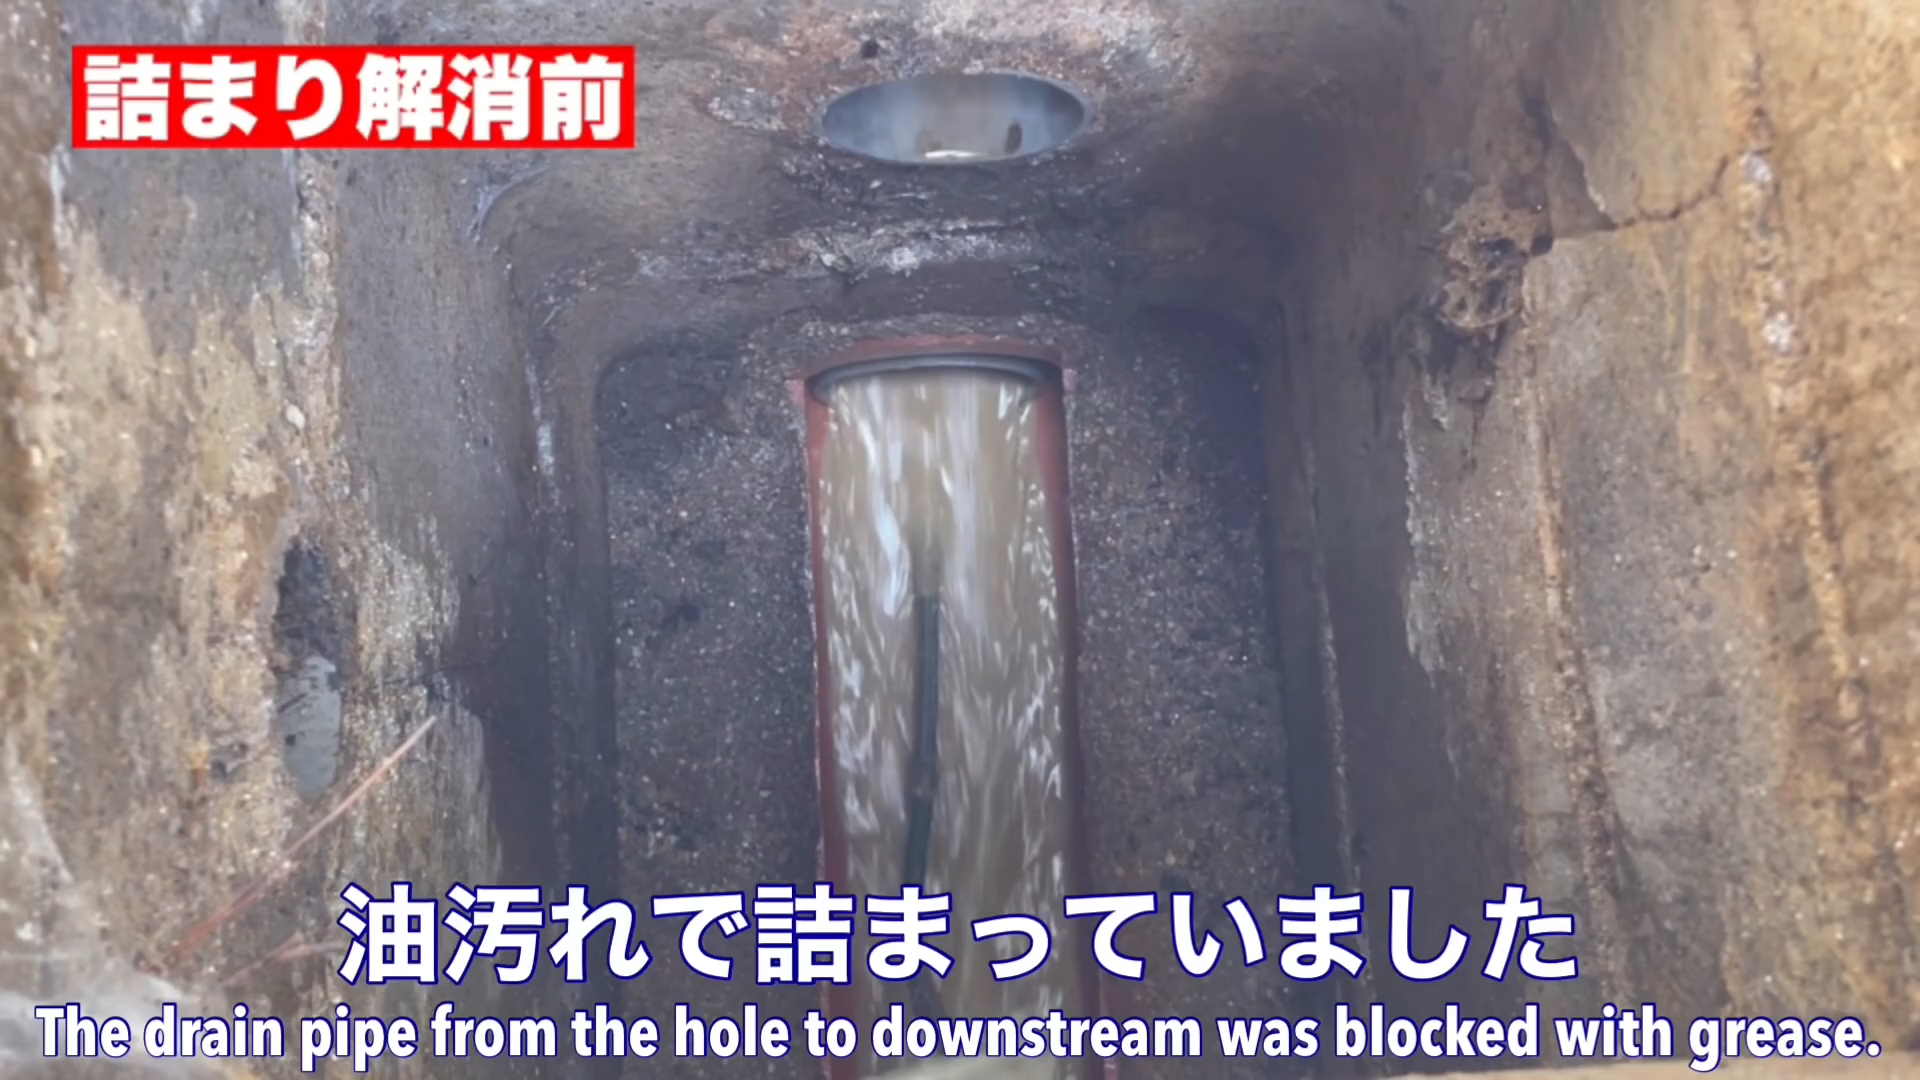 詰まり解消前
油汚れで詰まっていました
The drain pipe from the hole to downstream was blocked with grease.